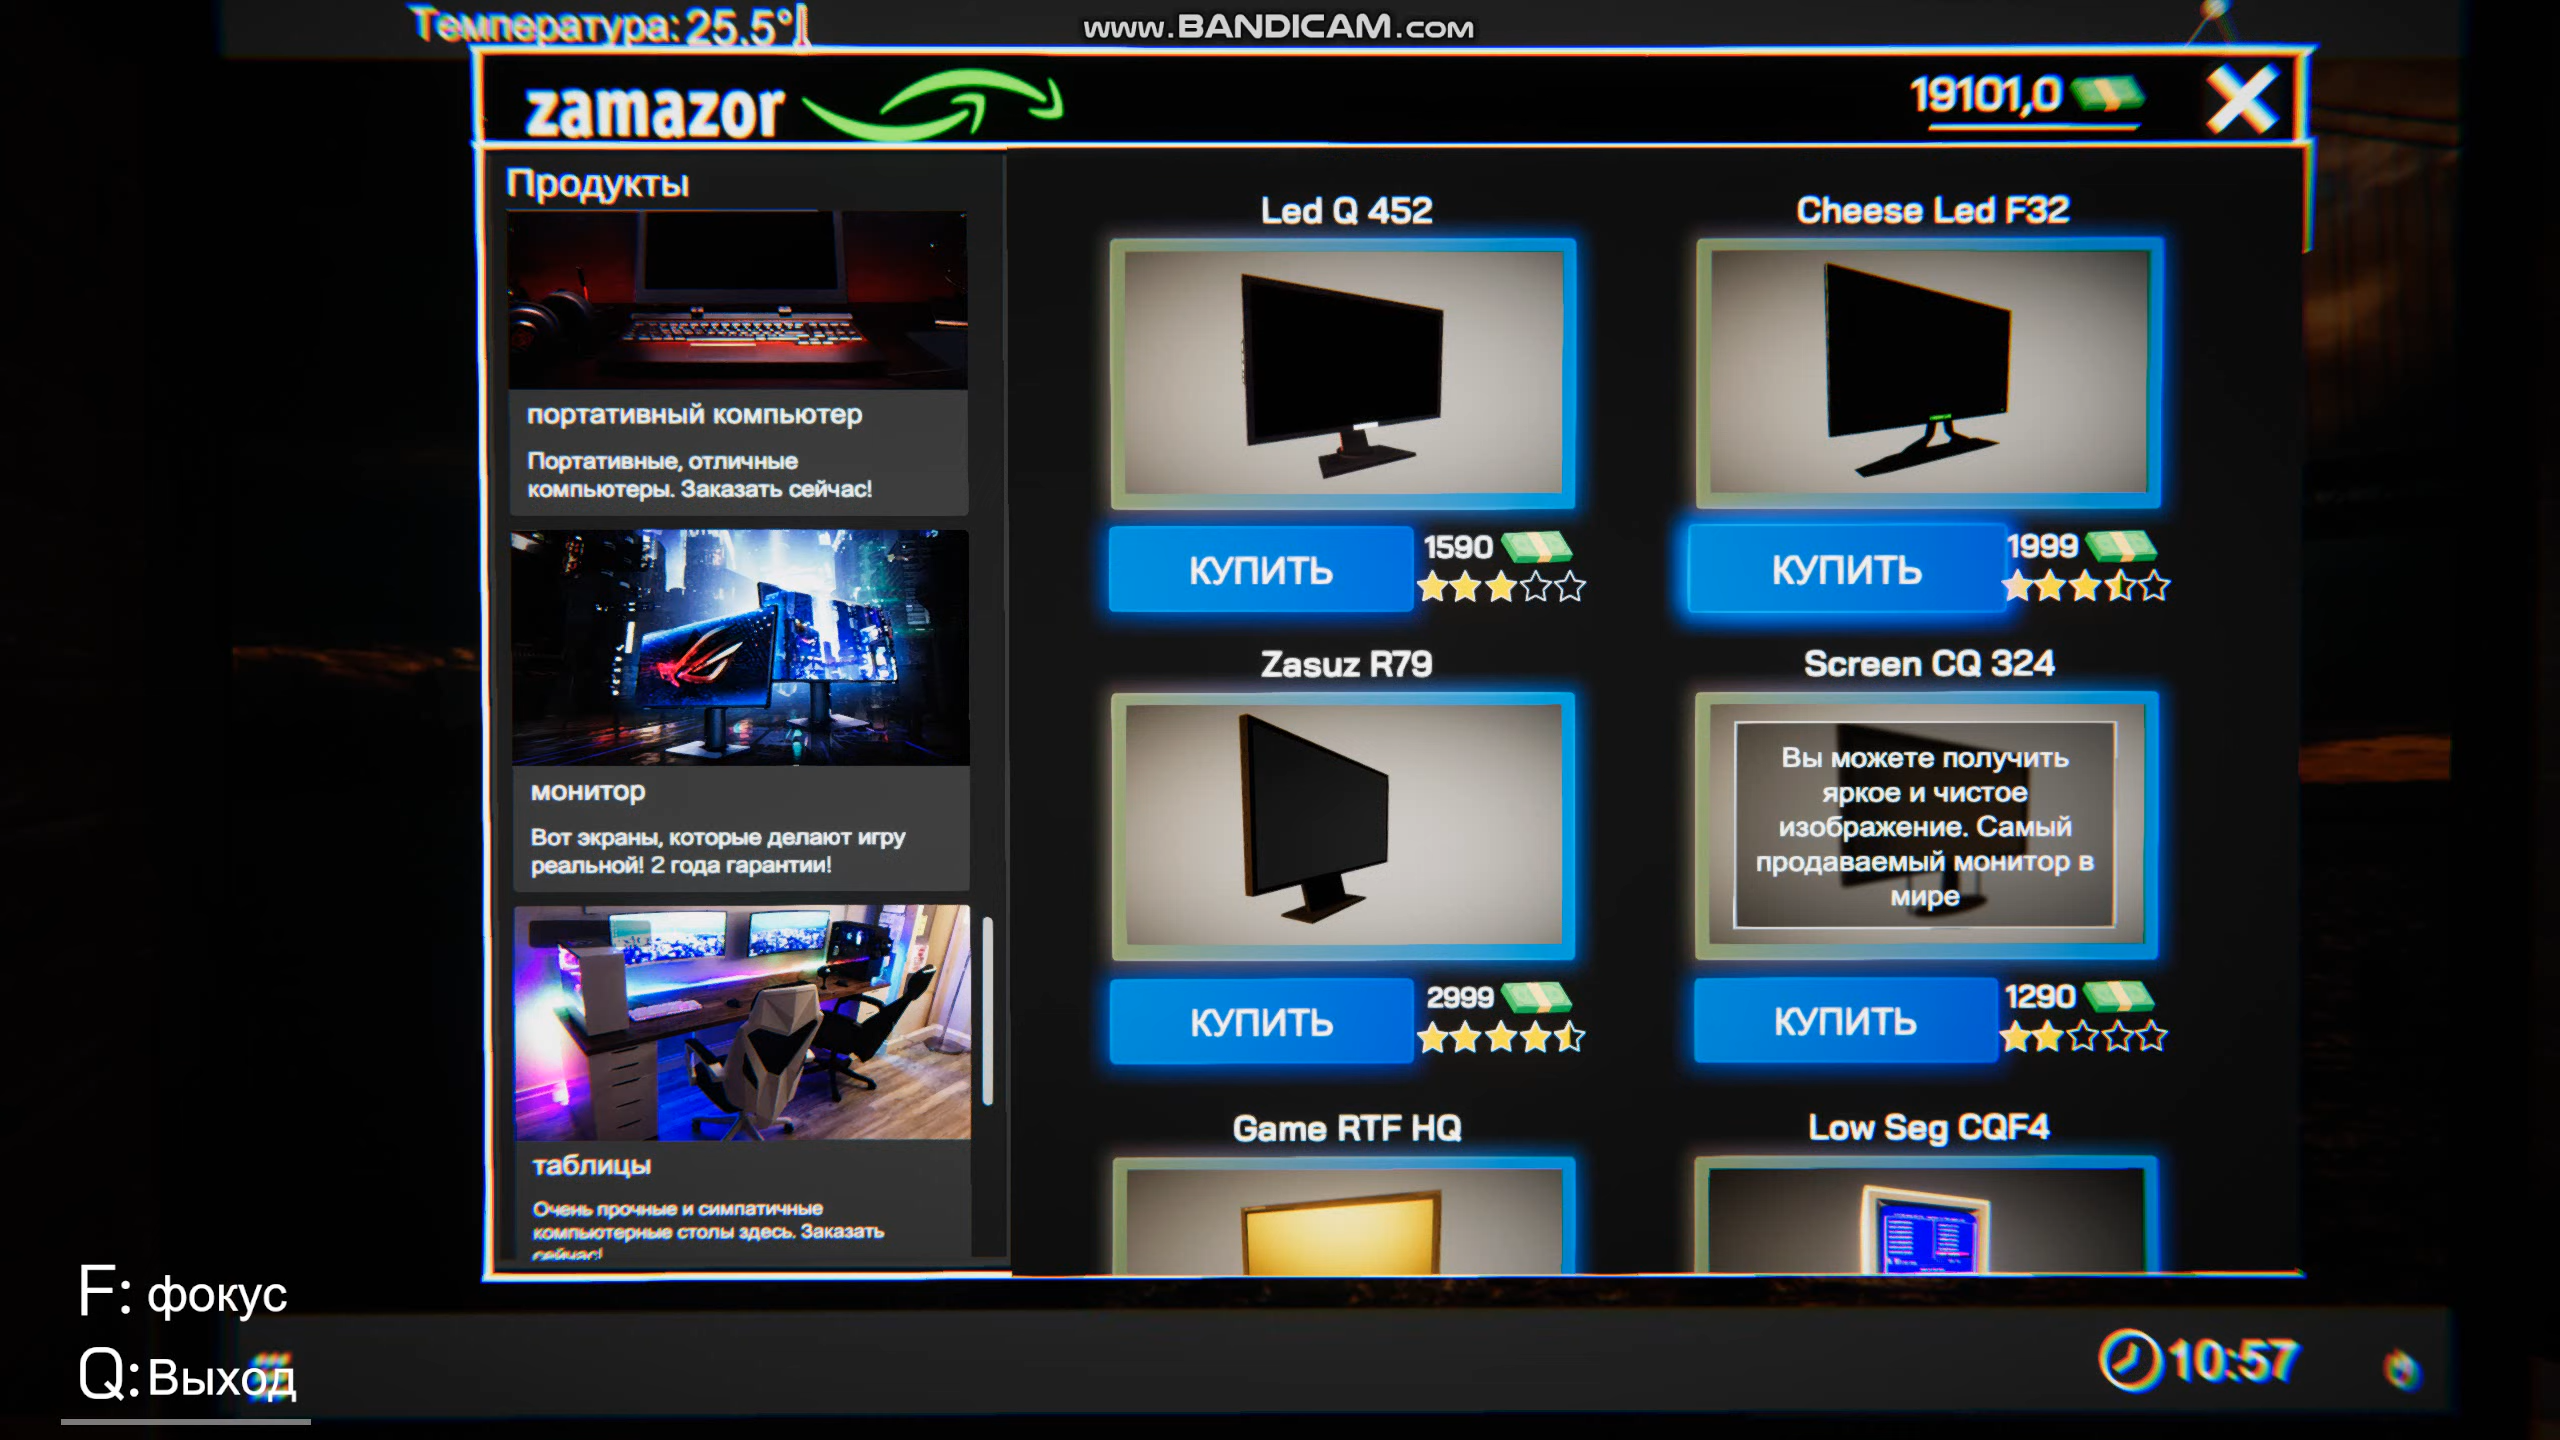 Температура: 25.5°
www.BANDICAM.com
zamazor
19101,0
Продукты
портативный компьютер
Портативные, отличные
компьютеры. Заказать сейчас!
монитор
Вот экраны, которые делают игру
реальной! 2 года гарантии!
таблицы
Очень прочные и симпатичные
компьютерные столы здесь. Заказать
сейчас!
Led Q 452
КУПИТЬ
1590
Cheese Led F32
КУПИТЬ
1999
Zasuz R79
КУПИТЬ
2999
Screen CQ 324
Вы можете получить
яркое и чистое
изображение. Самый
продаваемый монитор в
мире
КУПИТЬ
1290
Game RTF HQ
Low Seg CQF4
F: фокус
Q: Выход
10:57